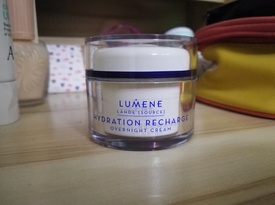 LUMENE
LÄHDE [SOURCE]
HYDRATION RECHARGE
OVERNIGHT CREAM
A